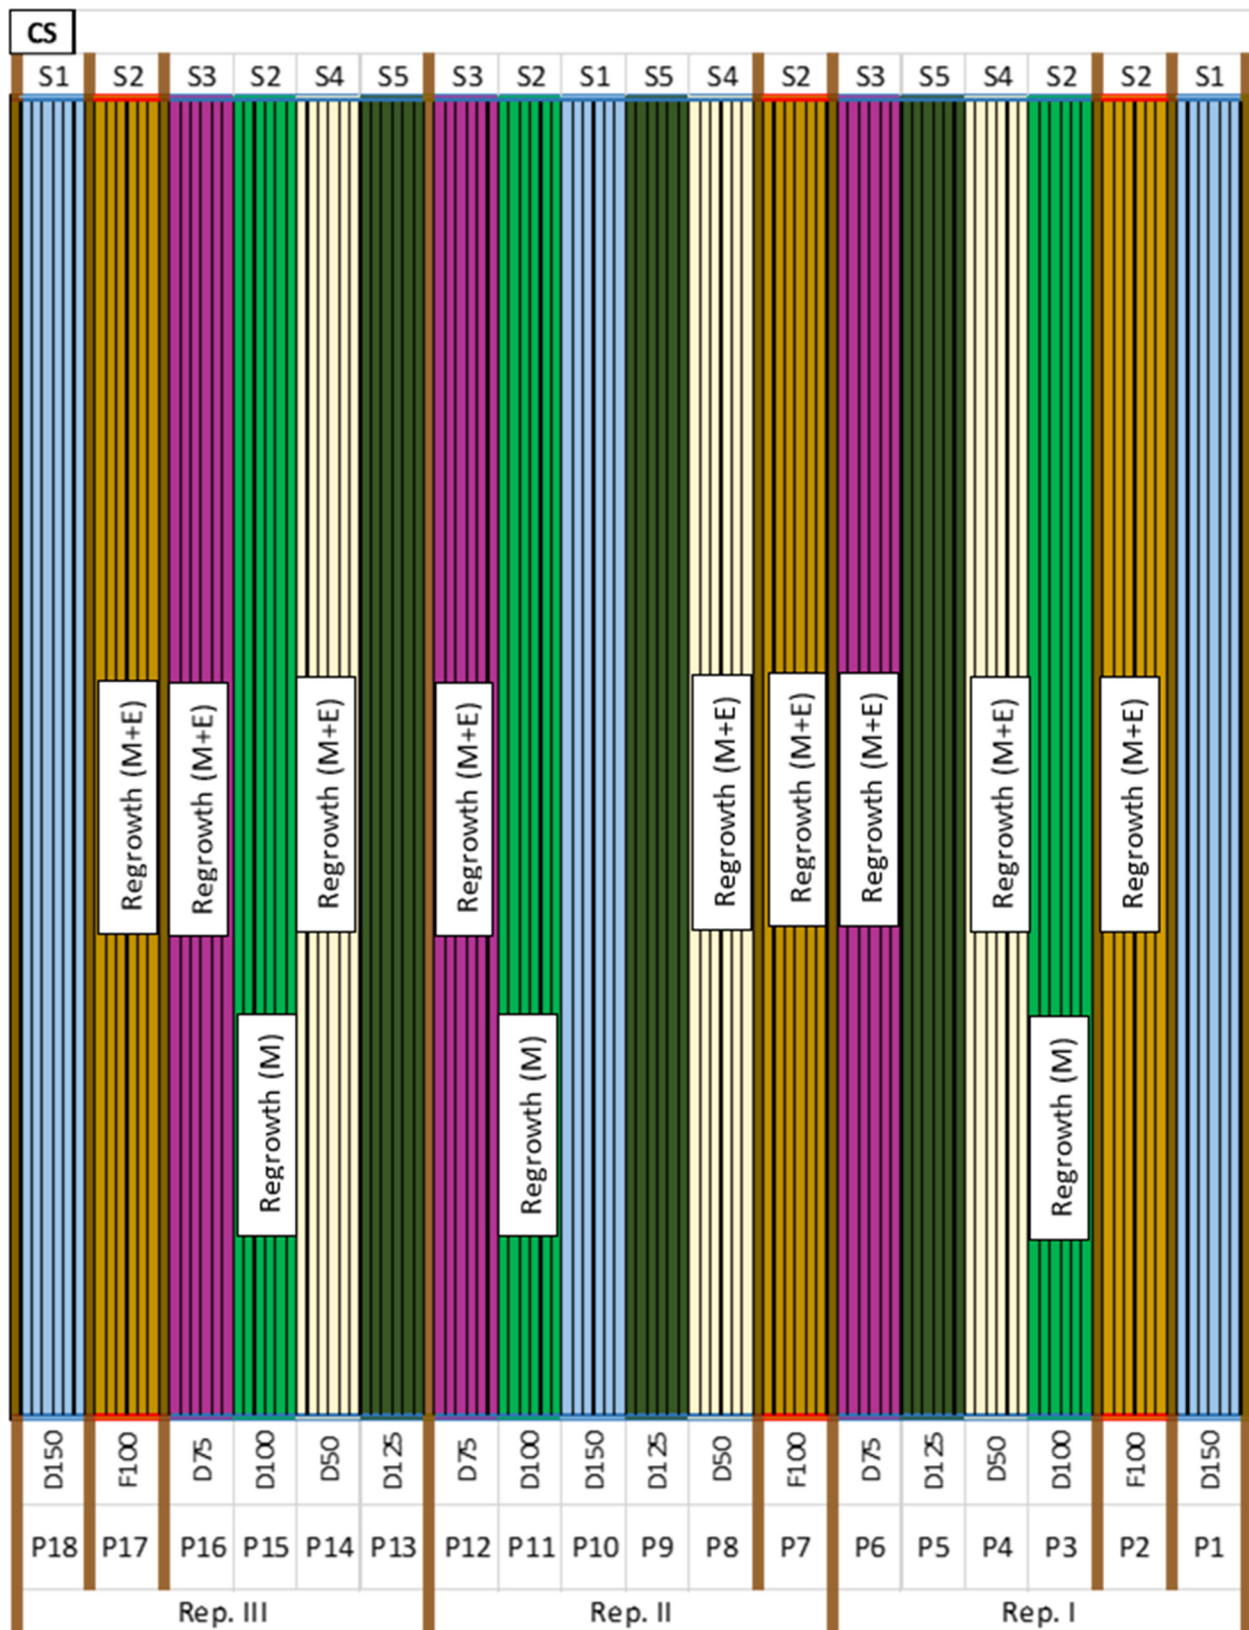 CS
S1 S2 S3 S2 S4 S5 S3 S2 S1 S5 S4 S2 S3 S5 S4 S2 S2 S1
Regrowth (M+E)
Regrowth (M+E)
Regrowth (M+E)
Regrowth (M+E)
Regrowth (M+E)
Regrowth (M+E)
Regrowth (M+E)
Regrowth (M+E)
Regrowth (M+E)
Regrowth (M)
Regrowth (M)
Regrowth (M)
D150 F100 D75 D100 D50 D125 D75 D100 D150 D125 D50 F100 D75 D125 D50 D100 F100 D150
P18 P17 P16 P15 P14 P13 P12 P11 P10 P9 P8 P7 P6 P5 P4 P3 P2 P1
Rep. III Rep. II Rep. I